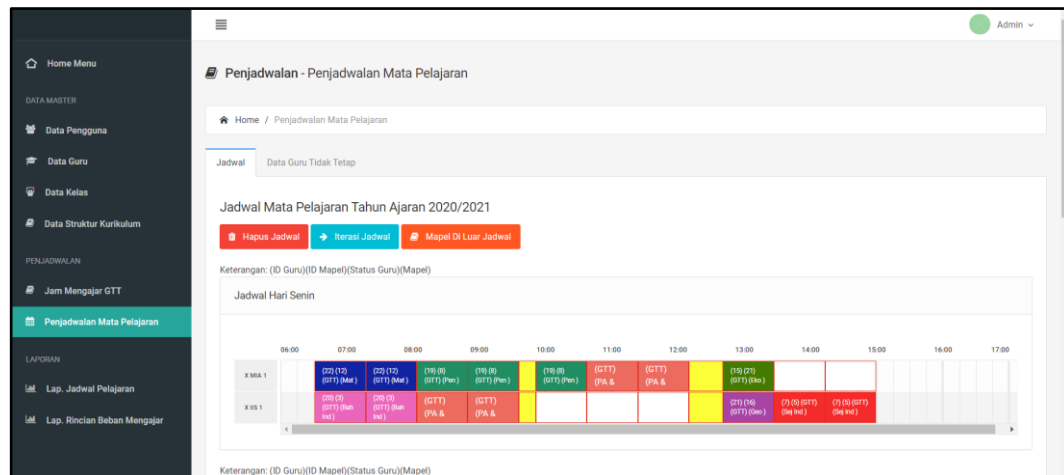 Admin
Home Menu
DATA MASTER
Data Pengguna
Data Guru
Data Kelas
Data Struktur Kurikulum
PENJADWALAN
Jam Mengajar GTT
Penjadwalan Mata Pelajaran
LAPORAN
Lap. Jadwal Pelajaran
Lap. Rincian Beban Mengajar
Penjadwalan - Penjadwalan Mata Pelajaran
Home / Penjadwalan Mata Pelajaran
Jadwal Data Guru Tidak Tetap
Jadwal Mata Pelajaran Tahun Ajaran 2020/2021
Hapus Jadwal Iterasi Jadwal Mapel Di Luar Jadwal
Keterangan: (ID Guru)(ID Mapel)(Status Guru)(Mapel)
Jadwal Hari Senin
06:00 07:00 08:00 09:00 10:00 11:00 12:00 13:00 14:00 15:00 16:00 17:00
X MIA 1
(22) (12) (GTT) (Mat )
(22) (12) (GTT) (Mat )
(19) (8) (GTT) (Pen )
(19) (8) (GTT) (Pen )
(19) (8) (GTT) (Pen )
(GTT) (PA &
(GTT) (PA &
(15) (21) (GTT) (Eko )
X IIS 1
(20) (3) (GTT) (Bah Ind )
(20) (3) (GTT) (Bah Ind )
(GTT) (PA &
(GTT) (PA &
(21) (16) (GTT) (Geo )
(7) (5) (GTT) (Sej Ind )
(7) (5) (GTT) (Sej Ind )
Keterangan: (ID Guru)(ID Mapel)(Status Guru)(Mapel)